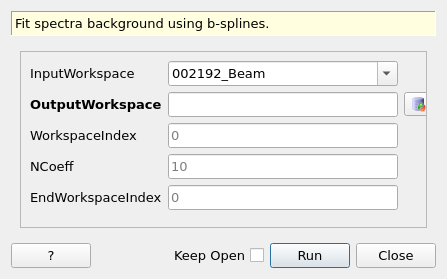 Fit spectra background using b-splines.
InputWorkspace 002192_Beam
OutputWorkspace
WorkspaceIndex 0
NCoeff 10
EndWorkspaceIndex 0
? Keep Open Run Close